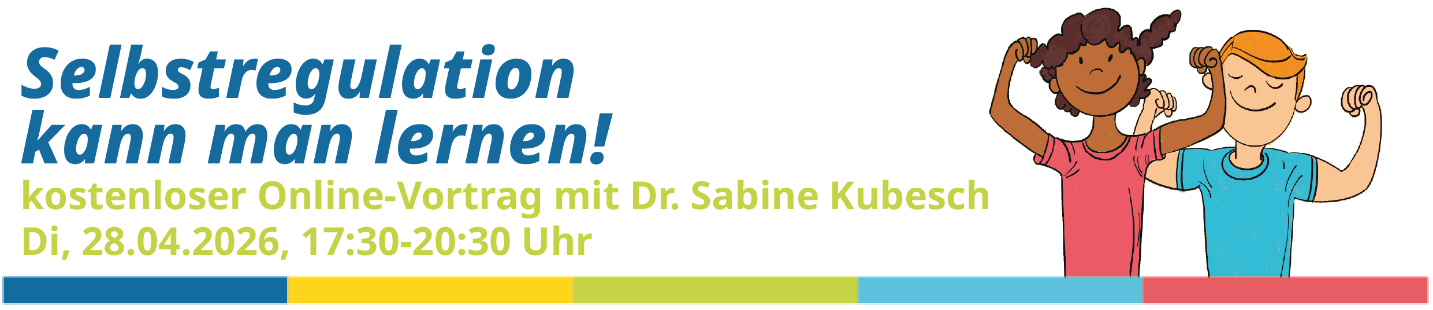 Selbstregulation
kann man lernen!
kostenloser Online-Vortrag mit Dr. Sabine Kubesch
Di, 28.04.2026, 17:30-20:30 Uhr